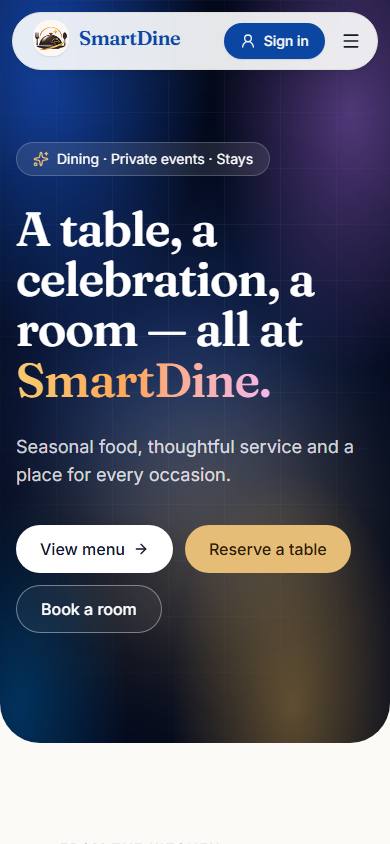 SmartDine
Sign in
Dining · Private events · Stays
A table, a
celebration, a
room — all at
SmartDine.
Seasonal food, thoughtful service and a
place for every occasion.
View menu
Reserve a table
Book a room